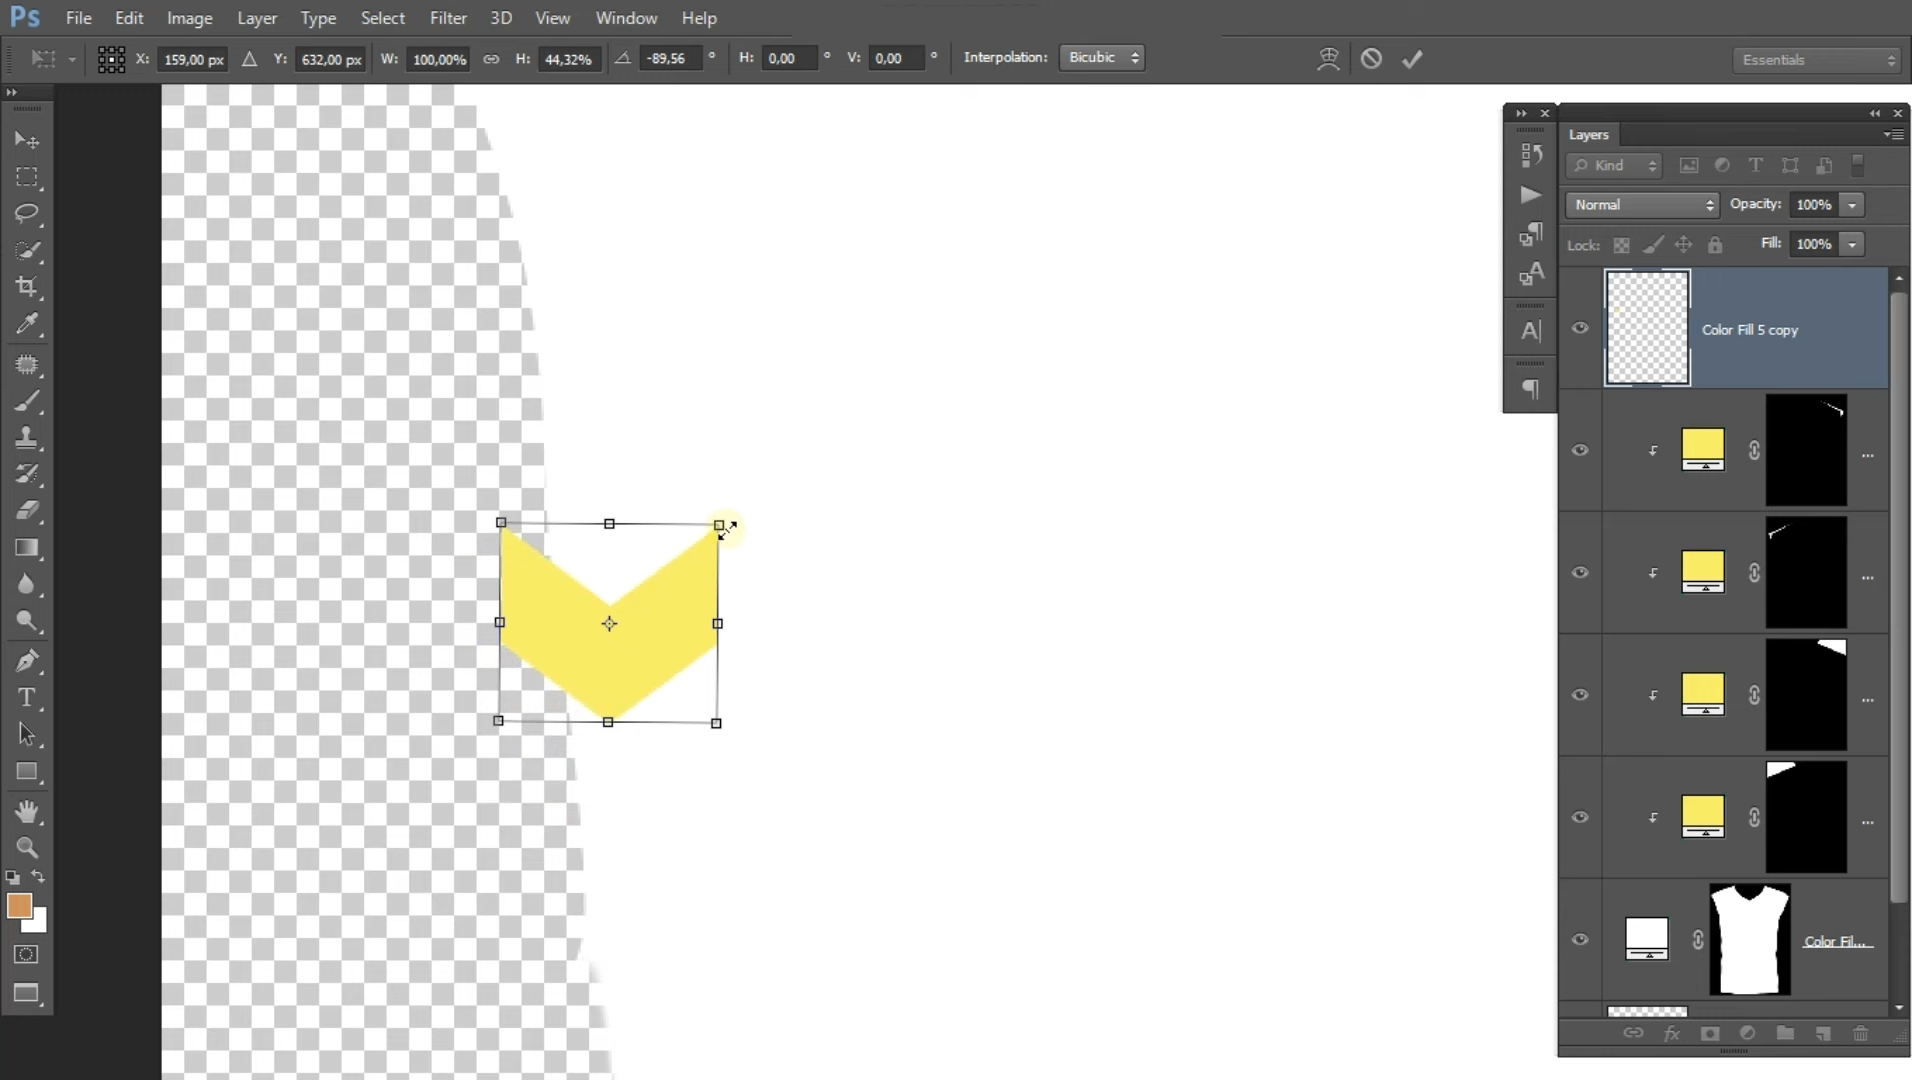 Ps File Edit Image Layer Type Select Filter 3D View Window Help
X: 159,00 px Y: 632,00 px W: 100,00% H: 44,32% -89,56 ° H: 0,00 ° V: 0,00 ° Interpolation: Bicubic Essentials
Layers
Kind
Normal Opacity: 100%
Lock: Fill: 100%
Color Fill 5 copy
...
...
...
...
Color Fil...